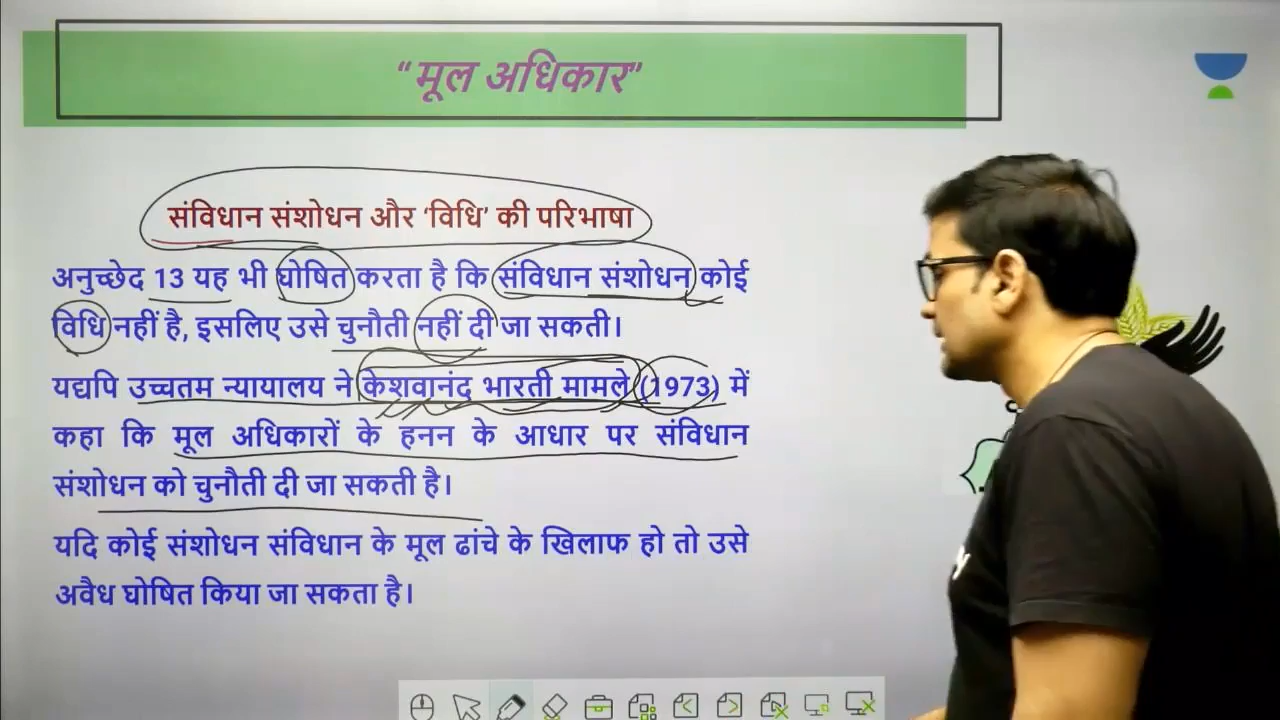 “मूल अधिकार”
संविधान संशोधन और ‘विधि’ की परिभाषा
अनुच्छेद 13 यह भी घोषित करता है कि संविधान संशोधन कोई
विधि नहीं है, इसलिए उसे चुनौती नहीं दी जा सकती।
यद्यपि उच्चतम न्यायालय ने केशवानंद भारती मामले (1973) में
कहा कि मूल अधिकारों के हनन के आधार पर संविधान
संशोधन को चुनौती दी जा सकती है।
यदि कोई संशोधन संविधान के मूल ढांचे के खिलाफ हो तो उसे
अवैध घोषित किया जा सकता है।